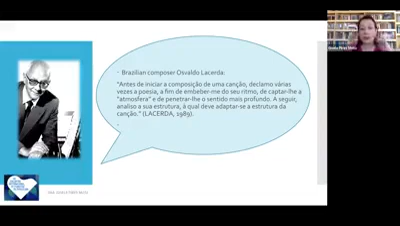 - Brazilian composer Osvaldo Lacerda:
"Antes de iniciar a composição de uma canção, declamo várias
vezes a poesia, a fim de embeber-me do seu ritmo, de captar-lhe a
"atmosfera" e de penetrar-lhe o sentido mais profundo. A seguir,
analiso a sua estrutura, à qual deve adaptar-se a estrutura da
canção." (LACERDA, 1989).